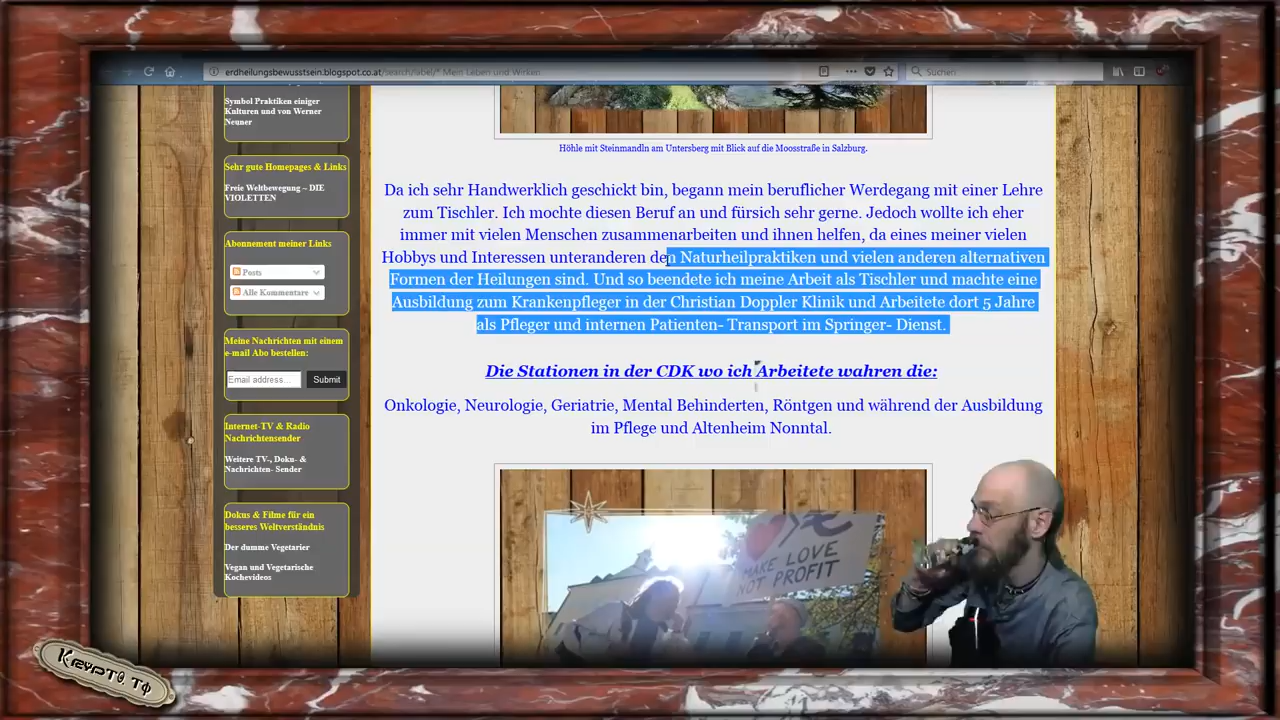 erdheilungsbewusstsein.blogspot.co.at/search/label/* Mein Leben und Wirken
Suchen
Symbol Praktiken einiger
Kulturen und von Werner
Neuner
Sehr gute Homepages & Links
Freie Weltbewegung ~ DIE
VIOLETTEN
Abonnement meiner Links
Posts
Alle Kommentare
Meine Nachrichten mit einem
e-mail Abo bestellen:
Email address...
Submit
Internet-TV & Radio
Nachrichtensender
Weitere TV-, Doku- &
Nachrichten- Sender
Dokus & Filme für ein
besseres Weltverständnis
Der dumme Vegetarier
Vegan und Vegetarische
Kochevideos
Höhle mit Steinmandln am Untersberg mit Blick auf die Moosstraße in Salzburg.
Da ich sehr Handwerklich geschickt bin, begann mein beruflicher Werdegang mit einer Lehre
zum Tischler. Ich mochte diesen Beruf an und fürsich sehr gerne. Jedoch wollte ich eher
immer mit vielen Menschen zusammenarbeiten und ihnen helfen, da eines meiner vielen
Hobbys und Interessen unteranderen den Naturheilpraktiken und vielen anderen alternativen
Formen der Heilungen sind. Und so beendete ich meine Arbeit als Tischler und machte eine
Ausbildung zum Krankenpfleger in der Christian Doppler Klinik und Arbeitete dort 5 Jahre
als Pfleger und internen Patienten- Transport im Springer- Dienst.
Die Stationen in der CDK wo ich Arbeitete wahren die:
Onkologie, Neurologie, Geriatrie, Mental Behinderten, Röntgen und während der Ausbildung
im Pflege und Altenheim Nonntal.
MAKE LOVE
NOT PROFIT
Krypto TV